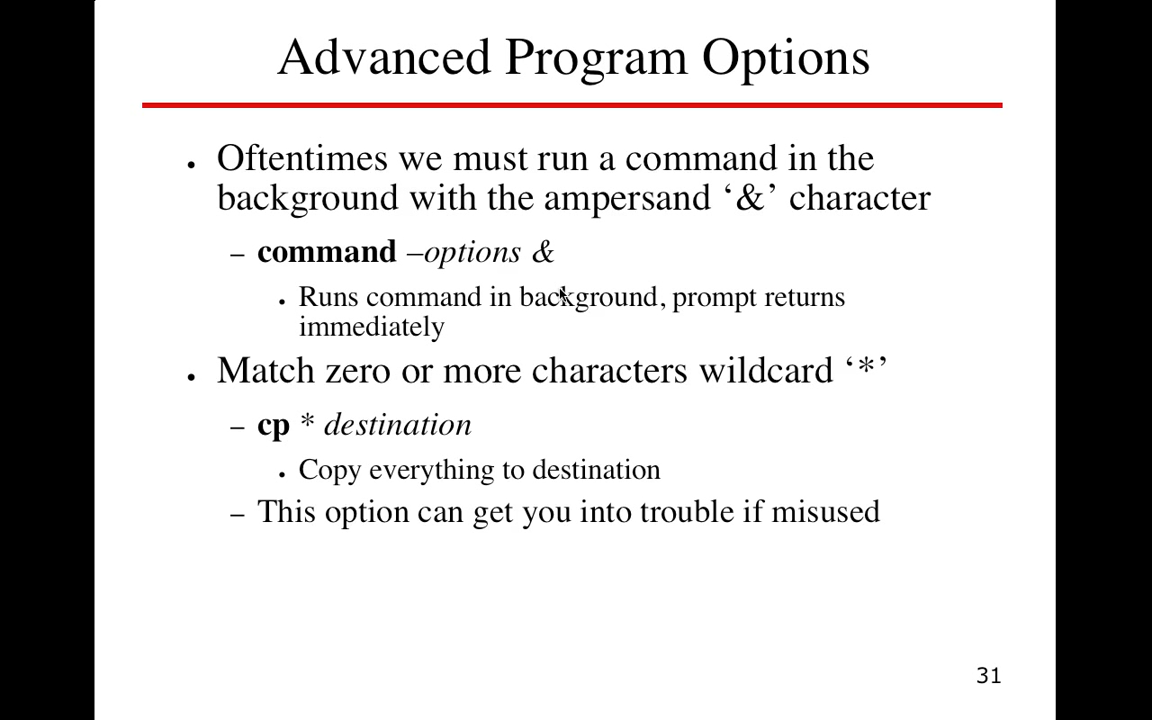 Advanced Program Options
• Oftentimes we must run a command in the
background with the ampersand ‘&’ character
– command –options &
• Runs command in background, prompt returns
immediately
• Match zero or more characters wildcard ‘*’
– cp * destination
• Copy everything to destination
– This option can get you into trouble if misused
31